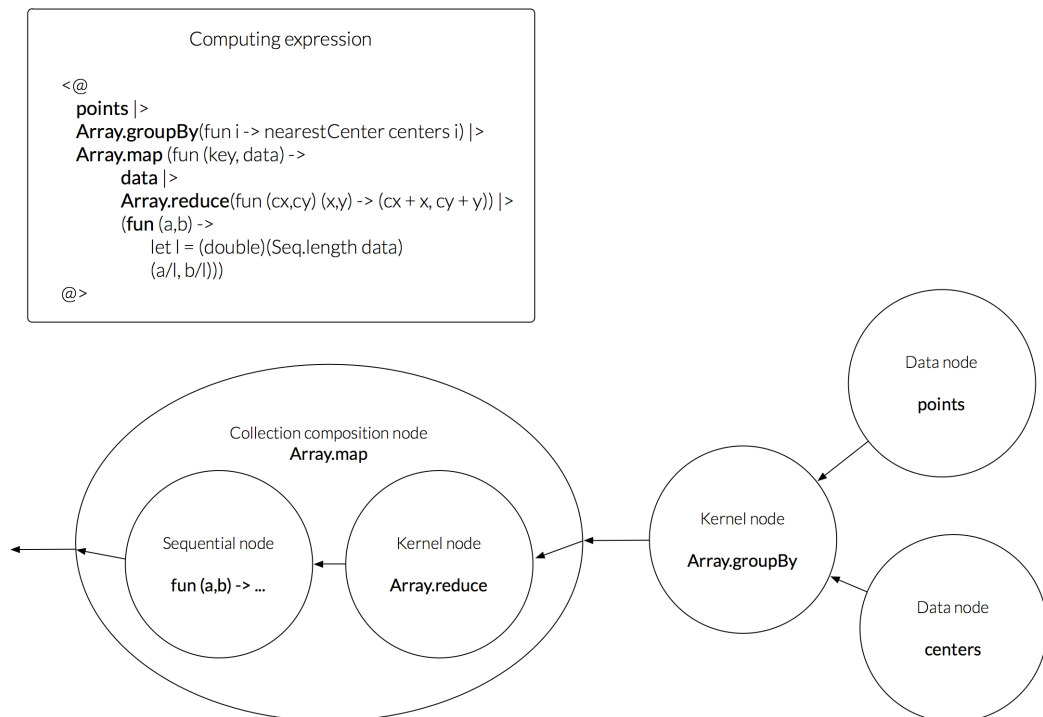 Computing expression
<@
points |>
Array.groupBy(fun i -> nearestCenter centers i) |>
Array.map (fun (key, data) ->
data |>
Array.reduce(fun (cx,cy) (x,y) -> (cx + x, cy + y)) |>
(fun (a,b) ->
let l = (double)(Seq.length data)
(a/l, b/l)))
@>
Data node
points
Collection composition node
Array.map
Kernel node
Array.groupBy
Sequential node
fun (a,b) -> ...
Kernel node
Array.reduce
Data node
centers